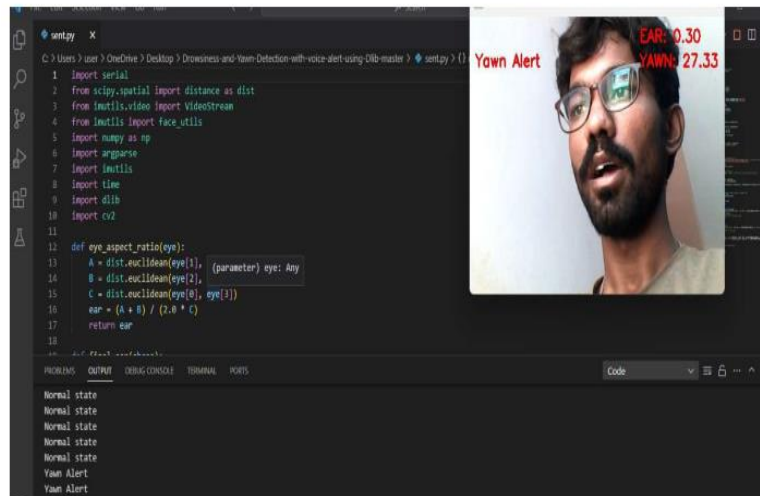 sent.py X
C: > Users > user > OneDrive > Desktop > Drowsiness-and-Yawn-Detection-with-voice-alert-using-Dlib-master > sent.py > {}
1 import serial
2 from scipy.spatial import distance as dist
3 from imutils.video import VideoStream
4 from imutils import face_utils
5 import numpy as np
6 import argparse
7 import imutils
8 import time
9 import dlib
10 import cv2
11
12 def eye_aspect_ratio(eye):
13 A = dist.euclidean(eye[1],
(parameter) eye: Any
14 B = dist.euclidean(eye[2],
15 C = dist.euclidean(eye[0], eye[3])
16 ear = (A + B) / (2.0 * C)
17 return ear
18
EAR: 0.30
Yawn Alert
YAWN: 27.33
PROBLEMS OUTPUT DEBUG CONSOLE TERMINAL PORTS
Code
Normal state
Normal state
Normal state
Normal state
Normal state
Yawn Alert
Yawn Alert